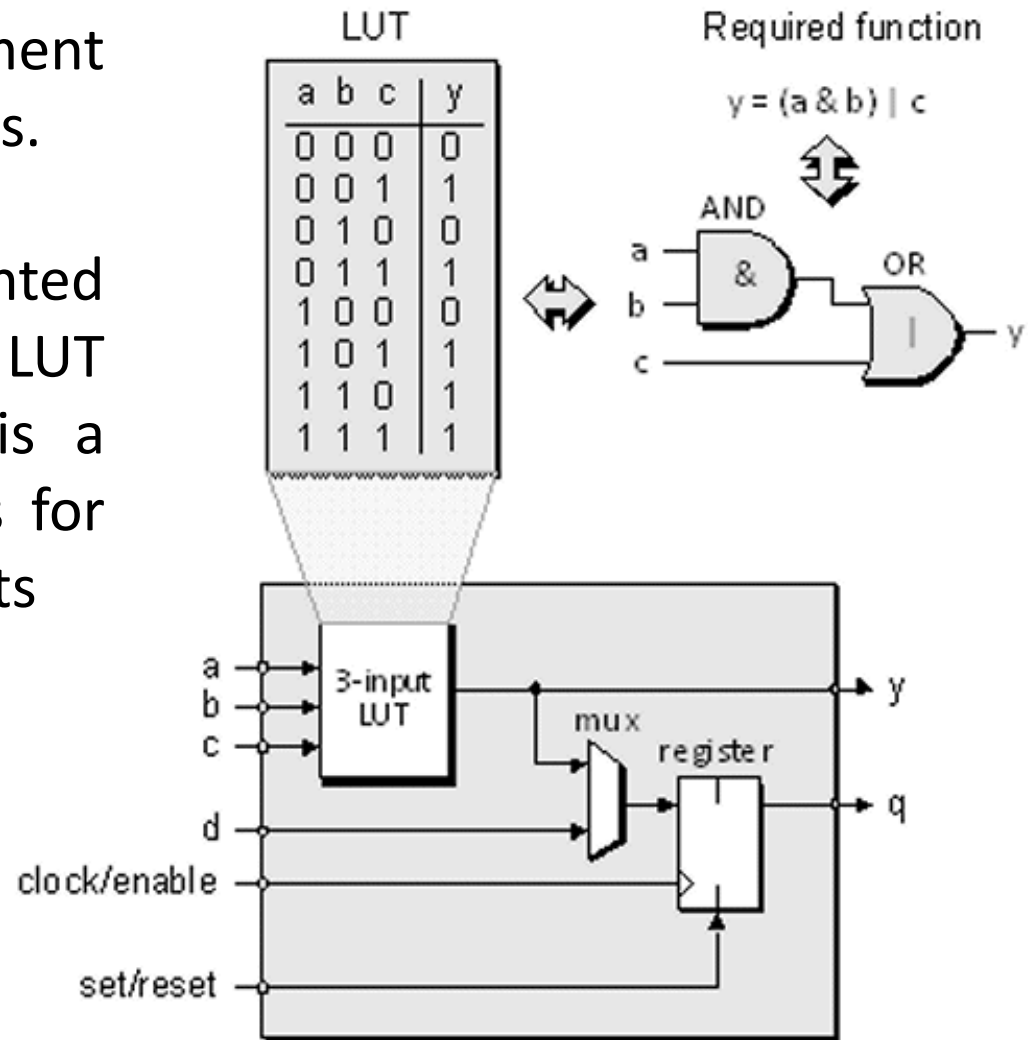 nent
s.
nted
LUT
is a
s for
ts
LUT
a b c y
0 0 0 0
0 0 1 1
0 1 0 0
0 1 1 1
1 0 0 0
1 0 1 1
1 1 0 1
1 1 1 1
Required function
y = (a & b) | c
AND
a
&
b
OR
|
y
c
a
b
c
3-input
LUT
y
mux
register
q
d
clock/enable
set/reset